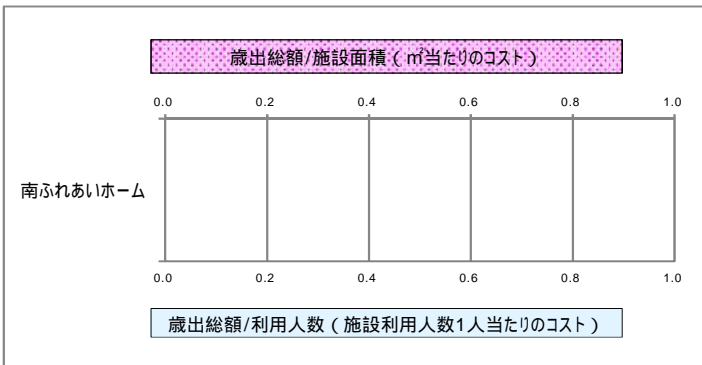 歳出総額/施設面積(㎡当たりのコスト)
0.0 0.2 0.4 0.6 0.8 1.0
南ふれあいホーム
0.0 0.2 0.4 0.6 0.8 1.0
歳出総額/利用人数(施設利用人数1人当たりのコスト)